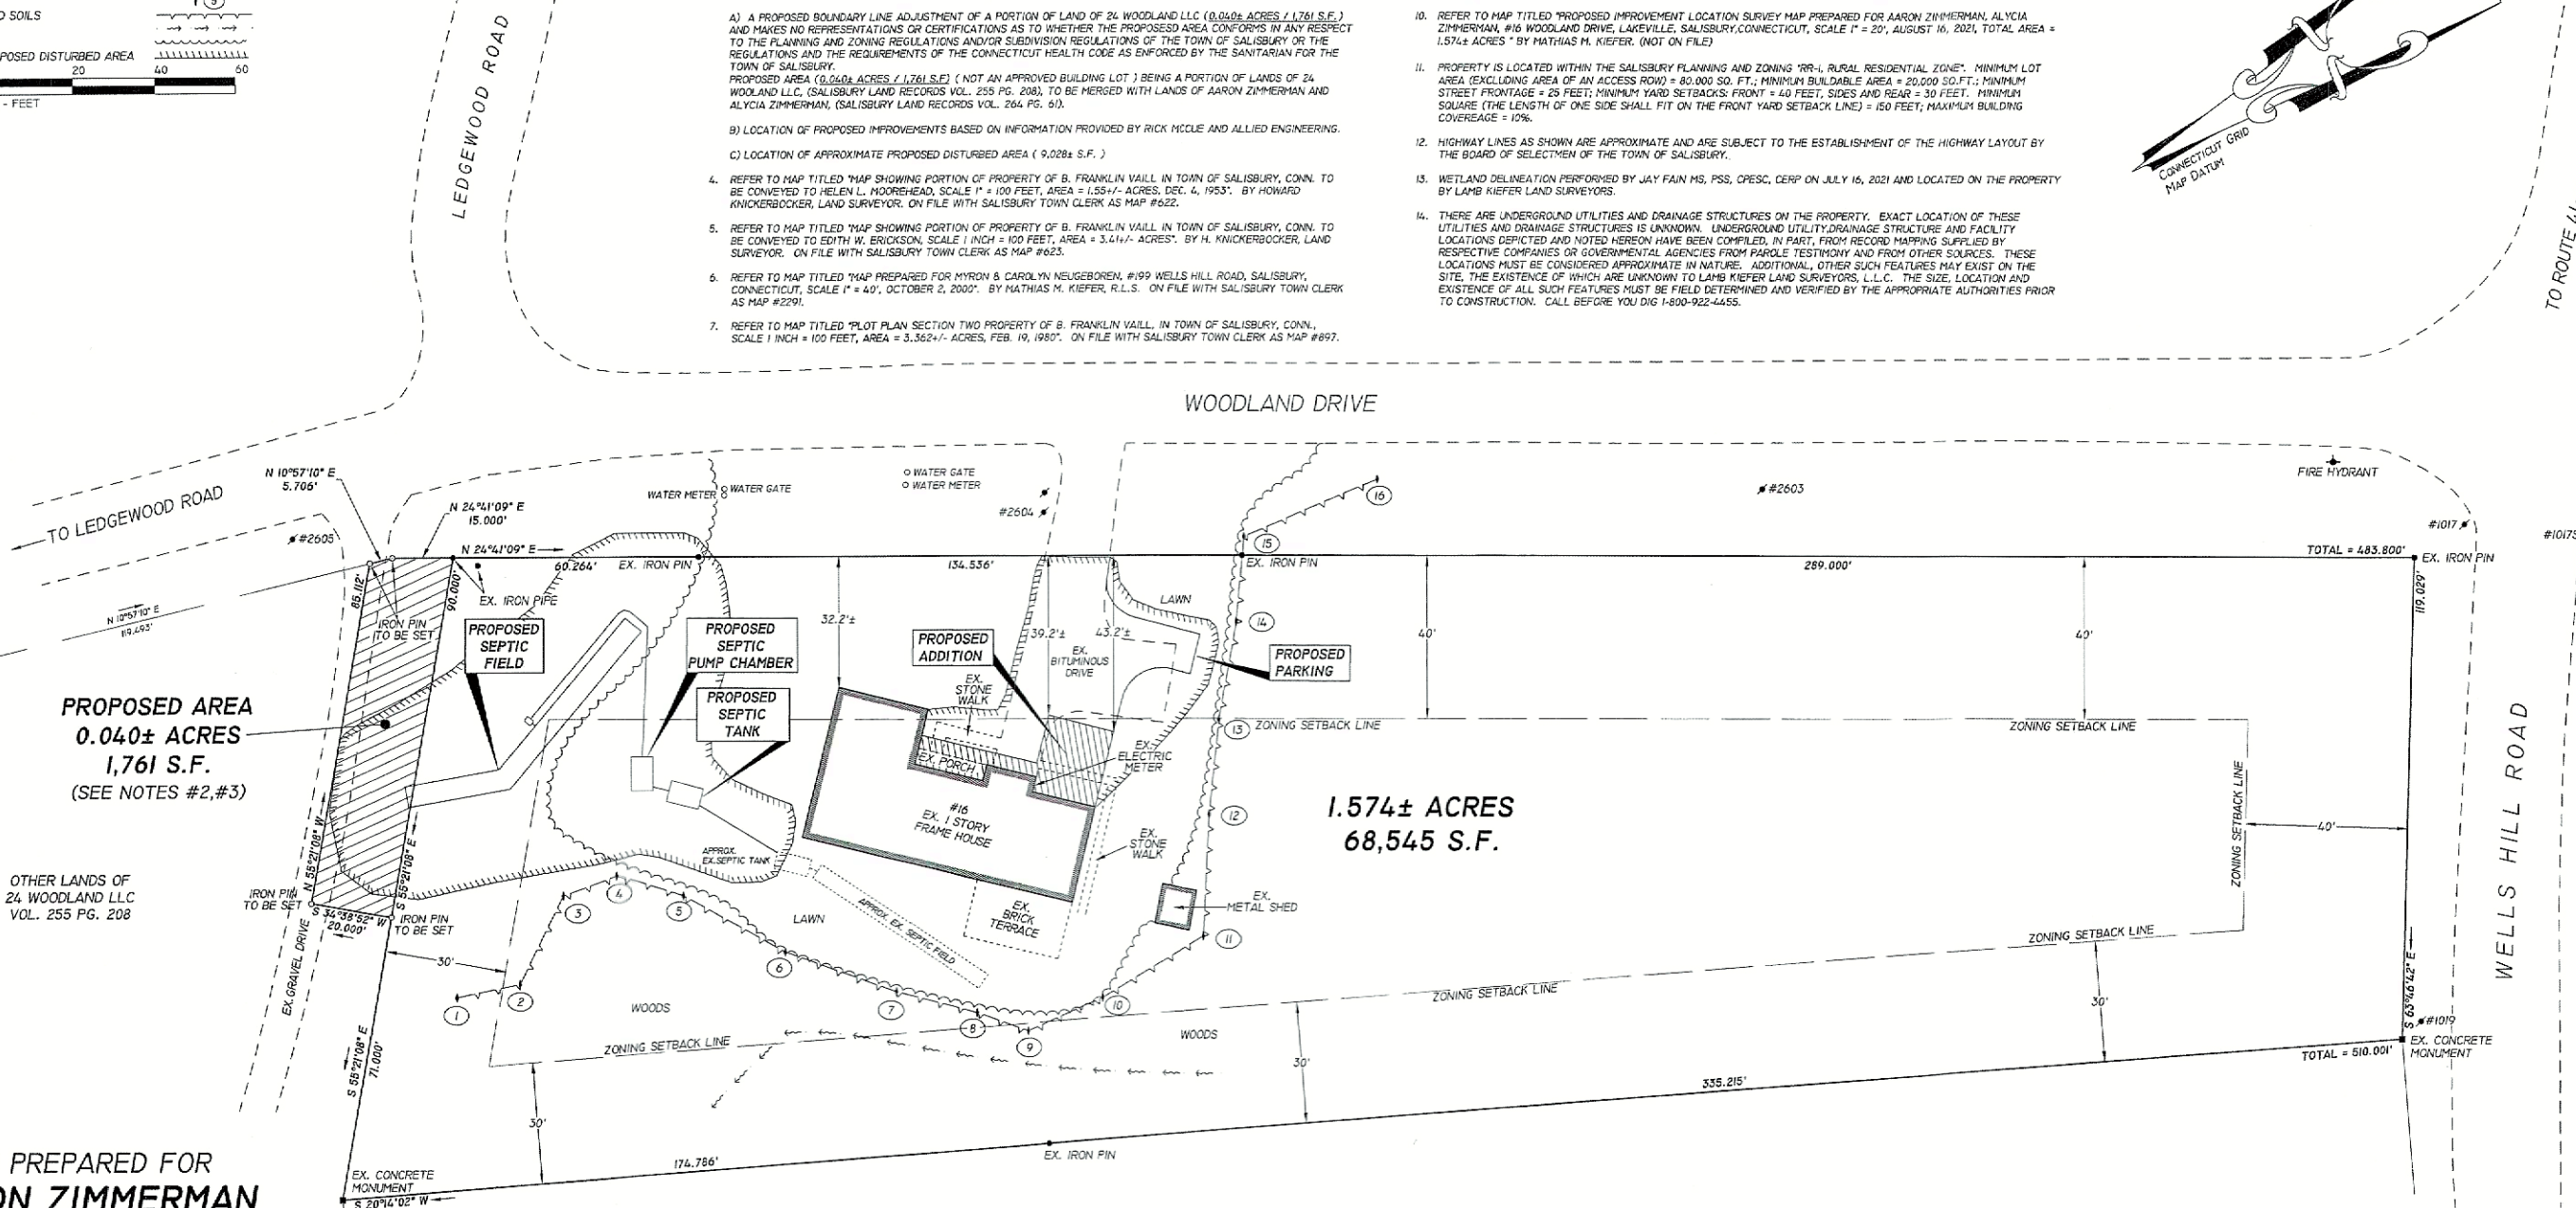 D SOILS
POSED DISTURBED AREA
20
40
60
- FEET
LEDGEWOOD ROAD
A) A PROPOSED BOUNDARY LINE ADJUSTMENT OF A PORTION OF LAND OF 24 WOODLAND LLC (0.040± ACRES / 1,761 S.F.)
AND MAKES NO REPRESENTATIONS OR CERTIFICATIONS AS TO WHETHER THE PROPOSESD AREA CONFORMS IN ANY RESPECT
TO THE PLANNING AND ZONING REGULATIONS AND/OR SUBDIVISION REGULATIONS OF THE TOWN OF SALISBURY OR THE
REGULATIONS AND THE REQUIREMENTS OF THE CONNECTICUT HEALTH CODE AS ENFORCED BY THE SANITARIAN FOR THE
TOWN OF SALISBURY.
PROPOSED AREA (0.040± ACRES / 1,761 S.F) ( NOT AN APPROVED BUILDING LOT ) BEING A PORTION OF LANDS OF 24
WOOLAND LLC, (SALISBURY LAND RECORDS VOL. 255 PG. 208), TO BE MERGED WITH LANDS OF AARON ZIMMERMAN AND
ALYCIA ZIMMERMAN, (SALISBURY LAND RECORDS VOL. 264 PG. 61).
B) LOCATION OF PROPOSED IMPROVEMENTS BASED ON INFORMATION PROVIDED BY RICK MCCUE AND ALLIED ENGINEERING.
C) LOCATION OF APPROXIMATE PROPOSED DISTURBED AREA ( 9,028± S.F. )
4. REFER TO MAP TITLED "MAP SHOWING PORTION OF PROPERTY OF B. FRANKLIN VAILL IN TOWN OF SALISBURY, CONN. TO
BE CONVEYED TO HELEN L. MOOREHEAD, SCALE 1" = 100 FEET, AREA = 1.55+/- ACRES, DEC. 4, 1953". BY HOWARD
KNICKERBOCKER, LAND SURVEYOR. ON FILE WITH SALISBURY TOWN CLERK AS MAP #622.
5. REFER TO MAP TITLED "MAP SHOWING PORTION OF PROPERTY OF B. FRANKLIN VAILL IN TOWN OF SALISBURY, CONN. TO
BE CONVEYED TO EDITH W. ERICKSON, SCALE 1 INCH = 100 FEET, AREA = 3.41+/- ACRES". BY H. KNICKERBOCKER, LAND
SURVEYOR. ON FILE WITH SALISBURY TOWN CLERK AS MAP #623.
6. REFER TO MAP TITLED "MAP PREPARED FOR MYRON & CAROLYN NEUGEBOREN, #199 WELLS HILL ROAD, SALISBURY,
CONNECTICUT, SCALE 1" = 40', OCTOBER 2, 2000". BY MATHIAS M. KIEFER, R.L.S. ON FILE WITH SALISBURY TOWN CLERK
AS MAP #2291.
7. REFER TO MAP TITLED "PLOT PLAN SECTION TWO PROPERTY OF B. FRANKLIN VAILL, IN TOWN OF SALISBURY, CONN.,
SCALE 1 INCH = 100 FEET, AREA = 3.362+/- ACRES, FEB. 19, 1980". ON FILE WITH SALISBURY TOWN CLERK AS MAP #897.
10. REFER TO MAP TITLED "PROPOSED IMPROVEMENT LOCATION SURVEY MAP PREPARED FOR AARON ZIMMERMAN, ALYCIA
ZIMMERMAN, #16 WOODLAND DRIVE, LAKEVILLE, SALISBURY,CONNECTICUT, SCALE 1" = 20', AUGUST 16, 2021, TOTAL AREA =
1.574± ACRES " BY MATHIAS M. KIEFER. (NOT ON FILE)
11. PROPERTY IS LOCATED WITHIN THE SALISBURY PLANNING AND ZONING "RR-1, RURAL RESIDENTIAL ZONE". MINIMUM LOT
AREA (EXCLUDING AREA OF AN ACCESS ROW) = 80.000 SQ. FT.; MINIMUM BUILDABLE AREA = 20.000 SQ.FT.; MINIMUM
STREET FRONTAGE = 25 FEET; MINIMUM YARD SETBACKS: FRONT = 40 FEET, SIDES AND REAR = 30 FEET. MINIMUM
SQUARE (THE LENGTH OF ONE SIDE SHALL FIT ON THE FRONT YARD SETBACK LINE) = 150 FEET; MAXIMUM BUILDING
COVEREAGE = 10%.
12. HIGHWAY LINES AS SHOWN ARE APPROXIMATE AND ARE SUBJECT TO THE ESTABLISHMENT OF THE HIGHWAY LAYOUT BY
THE BOARD OF SELECTMEN OF THE TOWN OF SALISBURY.
13. WETLAND DELINEATION PERFORMED BY JAY FAIN MS, PSS, CPESC, CERP ON JULY 16, 2021 AND LOCATED ON THE PROPERTY
BY LAMB KIEFER LAND SURVEYORS.
14. THERE ARE UNDERGROUND UTILITIES AND DRAINAGE STRUCTURES ON THE PROPERTY. EXACT LOCATION OF THESE
UTILITIES AND DRAINAGE STRUCTURES IS UNKNOWN. UNDERGROUND UTILITY,DRAINAGE STRUCTURE AND FACILITY
LOCATIONS DEPICTED AND NOTED HEREON HAVE BEEN COMPILED, IN PART, FROM RECORD MAPPING SUPPLIED BY
RESPECTIVE COMPANIES OR GOVERNMENTAL AGENCIES FROM PAROLE TESTIMONY AND FROM OTHER SOURCES. THESE
LOCATIONS MUST BE CONSIDERED APPROXIMATE IN NATURE. ADDITIONAL, OTHER SUCH FEATURES MAY EXIST ON THE
SITE, THE EXISTENCE OF WHICH ARE UNKNOWN TO LAMB KIEFER LAND SURVEYORS, L.L.C. THE SIZE, LOCATION AND
EXISTENCE OF ALL SUCH FEATURES MUST BE FIELD DETERMINED AND VERIFIED BY THE APPROPRIATE AUTHORITIES PRIOR
TO CONSTRUCTION. CALL BEFORE YOU DIG 1-800-922-4455.
CONNECTICUT GRID
MAP DATUM
TO ROUTE 41
WOODLAND DRIVE
N 10°57'10" E
5.706'
TO LEDGEWOOD ROAD
#2605
N 24°41'09" E
15.000'
N 24°41'09" E
60.264'
WATER METER
WATER GATE
WATER GATE
WATER METER
#2604
16
#2603
FIRE HYDRANT
#1017
#1017S
15
EX. IRON PIN
134.536'
EX. IRON PIN
289.000'
TOTAL = 483.800'
EX. IRON PIN
119.029'
N 10°57'10" E
119.493'
85.112'
90.000'
EX. IRON PIPE
IRON PIN
TO BE SET
PROPOSED
SEPTIC
FIELD
PROPOSED
SEPTIC
PUMP CHAMBER
PROPOSED
SEPTIC
TANK
32.2'±
PROPOSED
ADDITION
39.2'±
43.2'±
LAWN
EX.
BITUMINOUS
DRIVE
14
PROPOSED
PARKING
40'
40'
EX.
STONE
WALK
13
ZONING SETBACK LINE
ZONING SETBACK LINE
PROPOSED AREA
0.040± ACRES
1,761 S.F.
(SEE NOTES #2,#3)
EX. PORCH
EX.
ELECTRIC
METER
#16
EX. 1 STORY
FRAME HOUSE
12
1.574± ACRES
68,545 S.F.
ZONING SETBACK LINE
40'
WELLS HILL ROAD
N 55°21'08" W
S 55°21'08" E
APPROX.
EX.SEPTIC TANK
EX.
STONE
WALK
OTHER LANDS OF
24 WOODLAND LLC
VOL. 255 PG. 208
IRON PIN
TO BE SET
S 34°38'52" W
20.000'
IRON PIN
TO BE SET
EX.GRAVEL DRIVE
3
4
5
LAWN
APPROX. EX. SEPTIC FIELD
EX.
BRICK
TERRACE
EX.
METAL SHED
11
ZONING SETBACK LINE
30'
6
1
2
WOODS
7
8
9
10
ZONING SETBACK LINE
WOODS
ZONING SETBACK LINE
30'
30'
S 63°46'42" E
#1019
EX. CONCRETE
MONUMENT
TOTAL = 510.001'
S 55°21'08" E
71.000'
30'
335.215'
174.786'
EX. IRON PIN
PREPARED FOR
ON ZIMMERMAN
EX. CONCRETE
MONUMENT
S 20°14'02" W